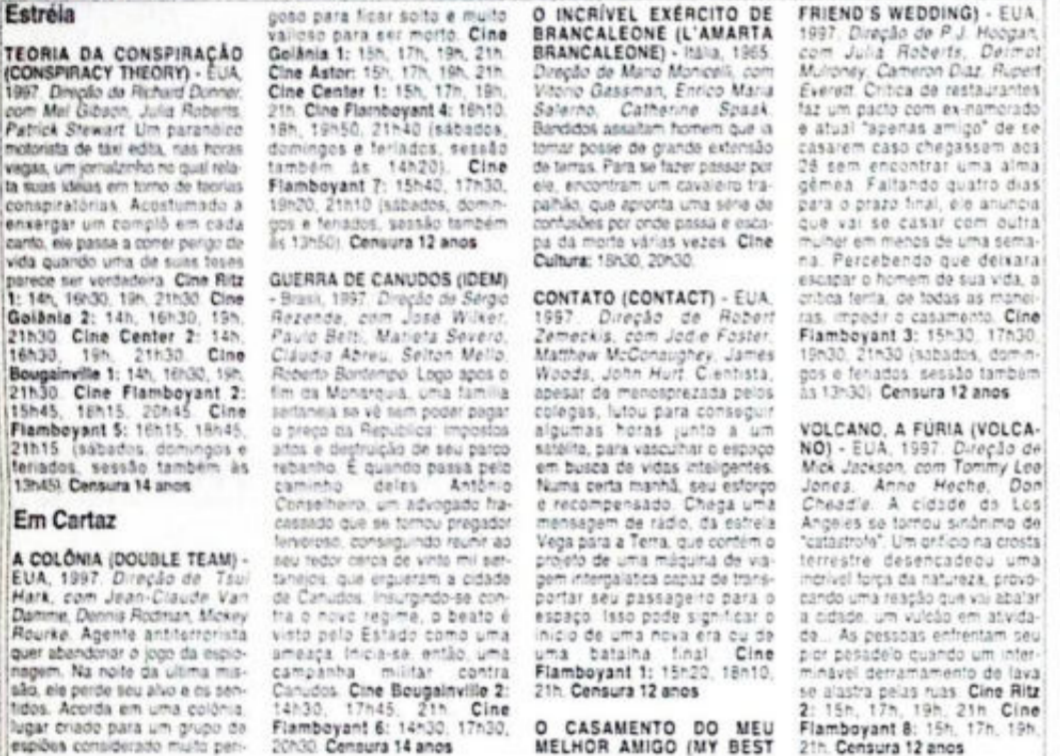 Estréia
TEORIA DA CONSPIRAÇÃO
(CONSPIRACY THEORY) - EUA,
1997. Direção de Richard Donner,
com Mel Gibson, Julia Roberts,
Patrick Stewart. Um paranóico
motorista de táxi edita, nas horas
vagas, um jornalzinho no qual rela-
ta suas idéias em torno de teorias
conspiratórias. Acostumado a
enxergar um complô em cada
canto, ele passa a correr perigo de
vida quando uma de suas teses
parece ser verdadeira. Cine Ritz
1: 14h, 16h30, 19h, 21h30. Cine
Goiânia 2: 14h, 16h30, 19h,
21h30. Cine Center 2: 14h,
16h30, 19h, 21h30. Cine
Bougainville 1: 14h, 16h30, 19h,
21h30. Cine Flamboyant 2:
15h45, 18h15, 20h45. Cine
Flamboyant 5: 16h15, 18h45,
21h15 (sábados, domingos e
feriados, sessão também às
13h45). Censura 14 anos
Em Cartaz
A COLÔNIA (DOUBLE TEAM) -
EUA, 1997. Direção de Tsui
Hark, com Jean-Claude Van
Damme, Dennis Rodman, Mickey
Rourke. Agente antiterrorista
quer abandonar o jogo da espio-
nagem. Na noite da última mis-
são, ele perde seu alvo e os sen-
tidos. Acorda em uma colônia,
lugar criado para um grupo de
espiões considerado muito peri-
goso para ficar solto e muito
valioso para ser morto. Cine
Goiânia 1: 15h, 17h, 19h, 21h.
Cine Astor: 15h, 17h, 19h, 21h.
Cine Center 1: 15h, 17h, 19h,
21h. Cine Flamboyant 4: 16h10,
18h, 19h50, 21h40 (sábados,
domingos e feriados, sessão
também às 14h20). Cine
Flamboyant 7: 15h40, 17h30,
19h20, 21h10 (sábados, domin-
gos e feriados, sessão também
às 13h50). Censura 12 anos
GUERRA DE CANUDOS (IDEM)
- Brasil, 1997. Direção de Sérgio
Rezende, com José Wilker,
Paulo Betti, Marieta Severo,
Cláudia Abreu, Selton Mello,
Roberto Bontempo. Logo após o
fim da Monarquia, uma família
sertaneja se vê sem poder pagar
o preço da República: impostos
altos e destruição de seu parco
rebanho. É quando passa pelo
caminho deles Antônio
Conselheiro, um advogado fra-
cassado que se tornou pregador
fervoroso, conseguindo reunir ao
seu redor cerca de vinte mil ser-
tanejos, que ergueram a cidade
de Canudos. Insurgindo-se con-
tra o novo regime, o beato é
visto pelo Estado como uma
ameaça. Inicia-se, então, uma
campanha militar contra
Canudos. Cine Bougainville 2:
14h30, 17h45, 21h. Cine
Flamboyant 6: 14h30, 17h30,
20h30. Censura 14 anos
O INCRÍVEL EXÉRCITO DE
BRANCALEONE (L'AMARTA
BRANCALEONE) - Itália, 1965.
Direção de Mario Monicelli, com
Vitorio Gassman, Enrico Maria
Salerno, Catherine Spaak.
Bandidos assaltam homem que ia
tomar posse de grande extensão
de terras. Para se fazer passar por
ele, encontram um cavaleiro tra-
palhão, que apronta uma série de
confusões por onde passa e esca-
pa da morte várias vezes. Cine
Cultura: 18h30, 20h30.
CONTATO (CONTACT) - EUA,
1997. Direção de Robert
Zemeckis, com Jodie Foster,
Matthew McConaughey, James
Woods, John Hurt. Cientista,
apesar de menosprezada pelos
colegas, lutou para conseguir
algumas horas junto a um
satélite, para vasculhar o espaço
em busca de vidas inteligentes.
Numa certa manhã, seu esforço
é recompensado. Chega uma
mensagem de rádio, da estrela
Vega para a Terra, que contém o
projeto de uma máquina de via-
gem intergalática capaz de trans-
portar seu passageiro para o
espaço. Isso pode significar o
início de uma nova era ou de
uma batalha final. Cine
Flamboyant 1: 15h20, 18h10,
21h. Censura 12 anos
O CASAMENTO DO MEU
MELHOR AMIGO (MY BEST
FRIEND'S WEDDING) - EUA,
1997. Direção de P.J. Hoogan,
com Julia Roberts, Dermot
Mulroney, Cameron Diaz, Rupert
Everett. Crítica de restaurantes
faz um pacto com ex-namorado
e atual "apenas amigo" de se
casarem caso chegassem aos
28 sem encontrar uma alma
gêmea. Faltando quatro dias
para o prazo final, ele anuncia
que vai se casar com outra
mulher em menos de uma sema-
na. Percebendo que deixara
escapar o homem de sua vida, a
crítica tenta, de todas as manei-
ras, impedir o casamento. Cine
Flamboyant 3: 15h30, 17h30,
19h30, 21h30 (sábados, domin-
gos e feriados, sessão também
às 13h30). Censura 12 anos
VOLCANO, A FÚRIA (VOLCA-
NO) - EUA, 1997. Direção de
Mick Jackson, com Tommy Lee
Jones, Anne Heche, Don
Cheadle. A cidade de Los
Angeles se tornou sinônimo de
"catástrofe". Um orifício na crosta
terrestre desencadeou uma
incrível força da natureza, provo-
cando uma reação que vai abalar
a cidade, um vulcão em ativida-
de... As pessoas enfrentam seu
pior pesadelo quando um inter-
minável derramamento de lava
se alastra pelas ruas. Cine Ritz
2: 15h, 17h, 19h, 21h. Cine
Flamboyant 8: 15h, 17h, 19h,
21h. Censura 12 anos